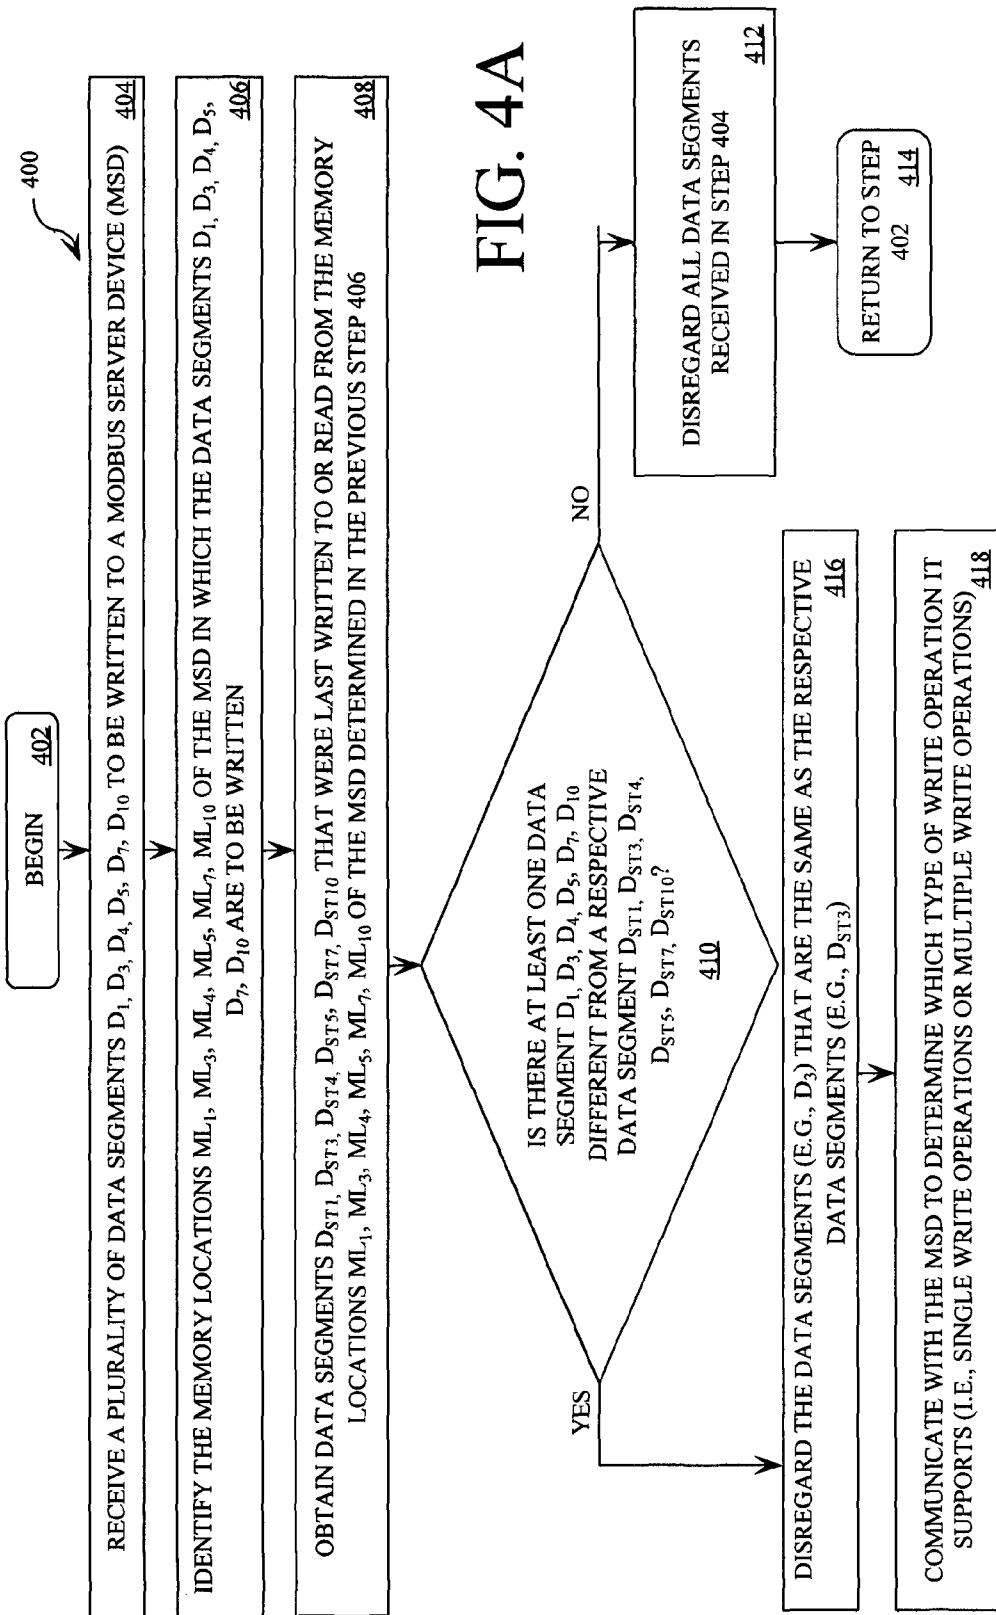 400
BEGIN
402
RECEIVE A PLURALITY OF DATA SEGMENTS D1, D3, D4, D5, D7, D10 TO BE WRITTEN TO A MODBUS SERVER DEVICE (MSD)
404
IDENTIFY THE MEMORY LOCATIONS ML1, ML3, ML4, ML5, ML7, ML10 OF THE MSD IN WHICH THE DATA SEGMENTS D1, D3, D4, D5,
D7, D10 ARE TO BE WRITTEN
406
OBTAIN DATA SEGMENTS DST1, DST3, DST4, DST5, DST7, DST10 THAT WERE LAST WRITTEN TO OR READ FROM THE MEMORY
LOCATIONS ML1, ML3, ML4, ML5, ML7, ML10 OF THE MSD DETERMINED IN THE PREVIOUS STEP 406
408
IS THERE AT LEAST ONE DATA
SEGMENT D1, D3, D4, D5, D7, D10
DIFFERENT FROM A RESPECTIVE
DATA SEGMENT DST1, DST3, DST4,
DST5, DST7, DST10?
410
YES
NO
DISREGARD ALL DATA SEGMENTS
RECEIVED IN STEP 404
412
RETURN TO STEP
402
414
DISREGARD THE DATA SEGMENTS (E.G., D3) THAT ARE THE SAME AS THE RESPECTIVE
DATA SEGMENTS (E.G., DST3)
416
COMMUNICATE WITH THE MSD TO DETERMINE WHICH TYPE OF WRITE OPERATION IT
SUPPORTS (I.E., SINGLE WRITE OPERATIONS OR MULTIPLE WRITE OPERATIONS)
418
FIG. 4A